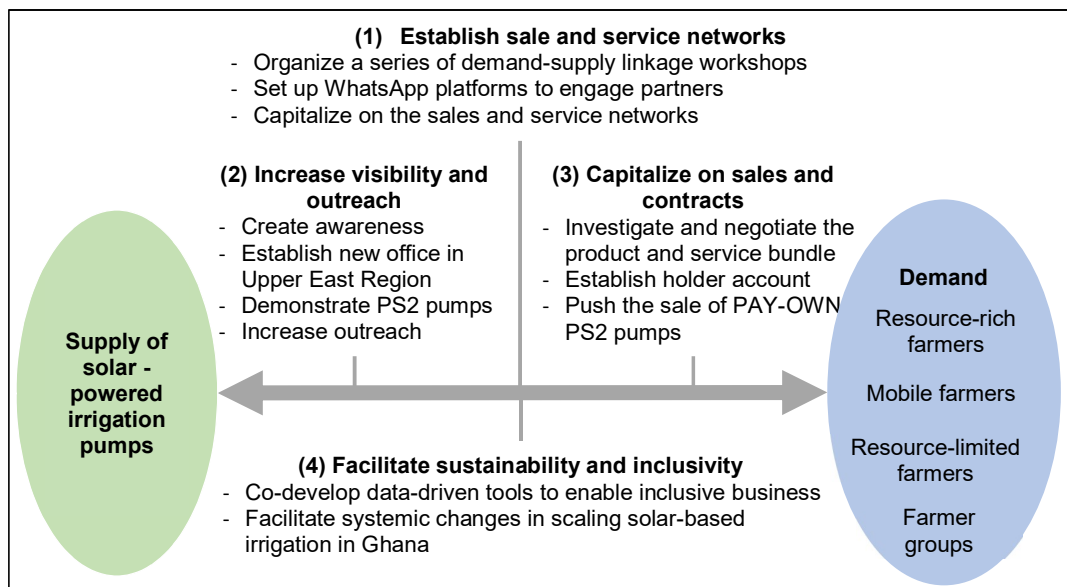 (1) Establish sale and service networks
- Organize a series of demand-supply linkage workshops
- Set up WhatsApp platforms to engage partners
- Capitalize on the sales and service networks
(2) Increase visibility and
outreach
- Create awareness
- Establish new office in
Upper East Region
- Demonstrate PS2 pumps
- Increase outreach
(3) Capitalize on sales and
contracts
- Investigate and negotiate the
product and service bundle
- Establish holder account
- Push the sale of PAY-OWN
PS2 pumps
Supply of
solar -
powered
irrigation
pumps
Demand
Resource-rich
farmers
Mobile farmers
Resource-limited
farmers
Farmer
groups
(4) Facilitate sustainability and inclusivity
- Co-develop data-driven tools to enable inclusive business
- Facilitate systemic changes in scaling solar-based
irrigation in Ghana